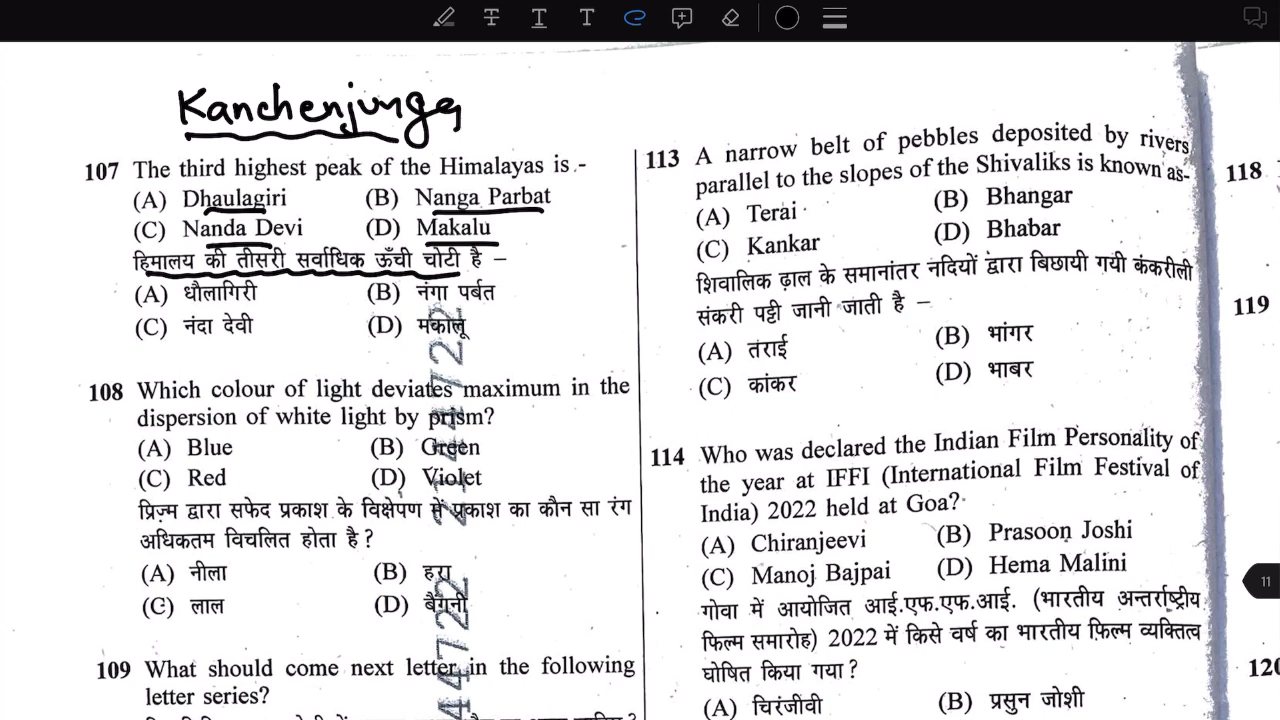 Kanchenjunga
107 The third highest peak of the Himalayas is -
(A) Dhaulagiri (B) Nanga Parbat
(C) Nanda Devi (D) Makalu
हिमालय की तीसरी सर्वाधिक ऊँची चोटी है –
(A) धौलागिरी (B) नंगा पर्बत
(C) नंदा देवी (D) मकालू
108 Which colour of light deviates maximum in the
dispersion of white light by prism?
(A) Blue (B) Green
(C) Red (D) Violet
प्रिज़्म द्वारा सफेद प्रकाश के विक्षेपण में प्रकाश का कौन सा रंग
अधिकतम विचलित होता है ?
(A) नीला (B) हरा
(C) लाल (D) बैंगनी
109 What should come next letter in the following
letter series?
113 A narrow belt of pebbles deposited by rivers
parallel to the slopes of the Shivaliks is known as-
(A) Terai (B) Bhangar
(C) Kankar (D) Bhabar
शिवालिक ढ़ाल के समानांतर नदियों द्वारा बिछायी गयी कंकरीली
संकरी पट्टी जानी जाती है –
(A) तराई (B) भांगर
(C) कांकर (D) भाबर
114 Who was declared the Indian Film Personality of
the year at IFFI (International Film Festival of
India) 2022 held at Goa?
(A) Chiranjeevi (B) Prasoon Joshi
(C) Manoj Bajpai (D) Hema Malini
गोवा में आयोजित आई.एफ.एफ.आई. (भारतीय अन्तर्राष्ट्रीय
फिल्म समारोह) 2022 में किसे वर्ष का भारतीय फ़िल्म व्यक्तित्व
घोषित किया गया ?
(A) चिरंजीवी (B) प्रसुन जोशी
118
119
11